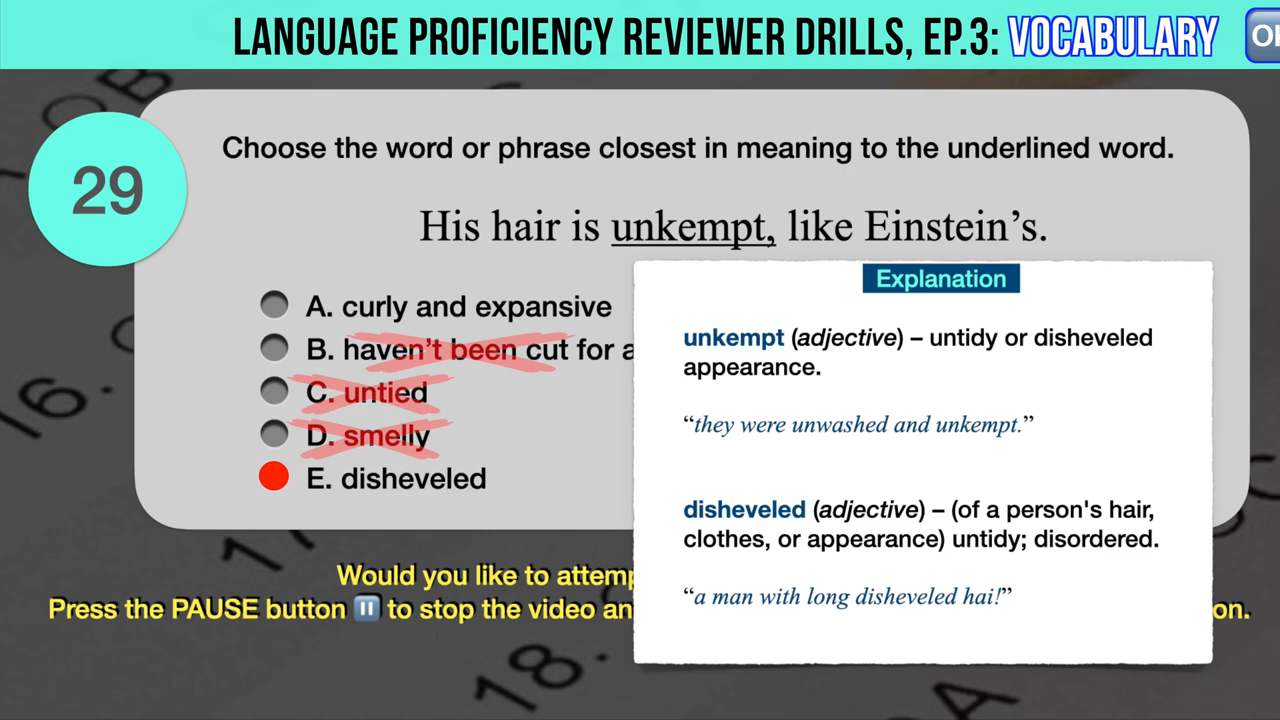 LANGUAGE PROFICIENCY REVIEWER DRILLS, EP.3: VOCABULARY
29
Choose the word or phrase closest in meaning to the underlined word.
His hair is unkempt, like Einstein’s.
A. curly and expansive
B. haven’t been cut for a
C. untied
D. smelly
E. disheveled
Explanation
unkempt (adjective) – untidy or disheveled
appearance.
“they were unwashed and unkempt.”
disheveled (adjective) – (of a person's hair,
clothes, or appearance) untidy; disordered.
“a man with long disheveled hai!”
Would you like to attemp
Press the PAUSE button ⏸ to stop the video an
on.
16.
17
18.